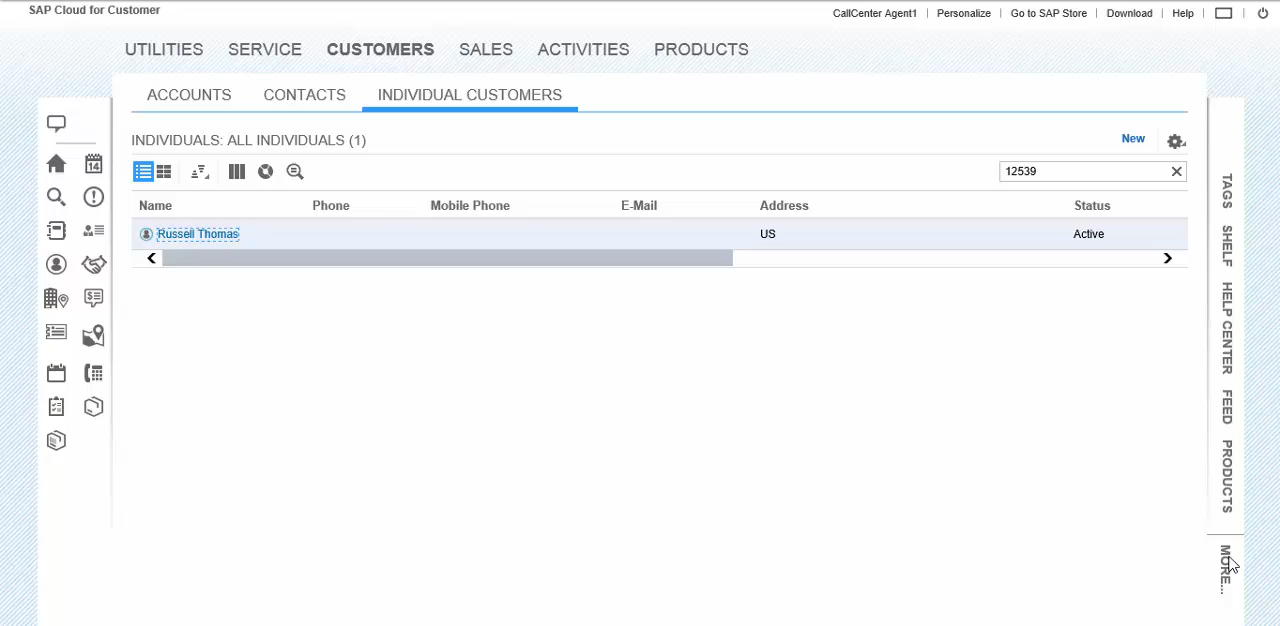 SAP Cloud for Customer
CallCenter Agent1 | Personalize | Go to SAP Store | Download | Help
UTILITIES SERVICE CUSTOMERS SALES ACTIVITIES PRODUCTS
ACCOUNTS CONTACTS INDIVIDUAL CUSTOMERS
INDIVIDUALS: ALL INDIVIDUALS (1)
New
14
12539
Name Phone Mobile Phone E-Mail Address Status
Russell Thomas US Active
TAGS
SHELF
HELP CENTER
FEED
PRODUCTS
MORE...